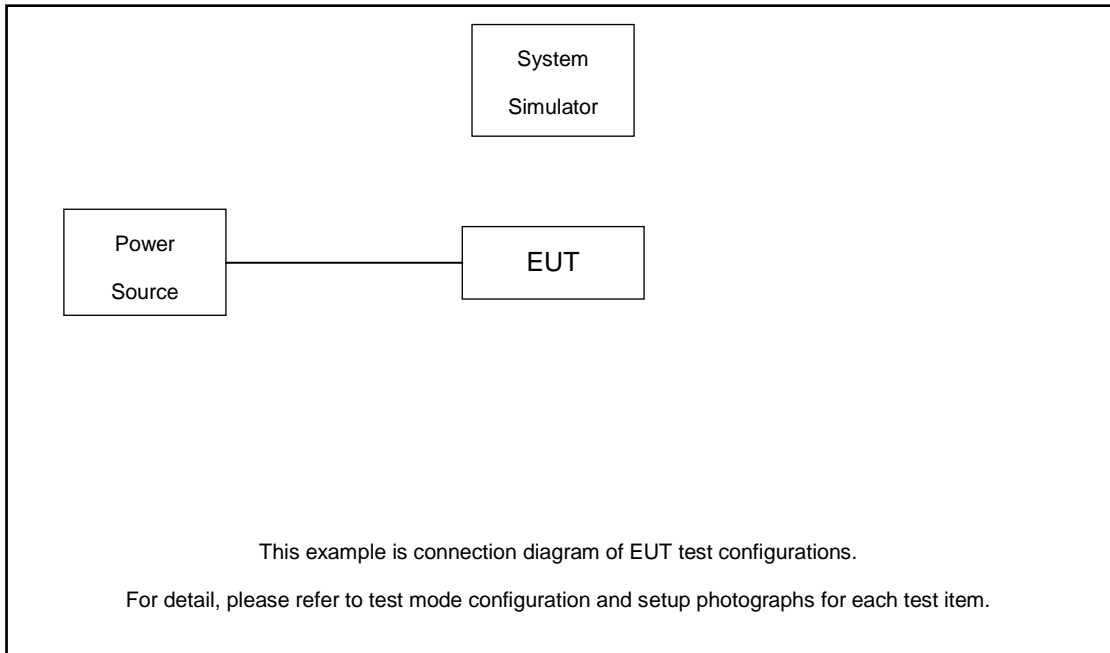 System
Simulator
Power
Source
EUT
This example is connection diagram of EUT test configurations.
For detail, please refer to test mode configuration and setup photographs for each test item.